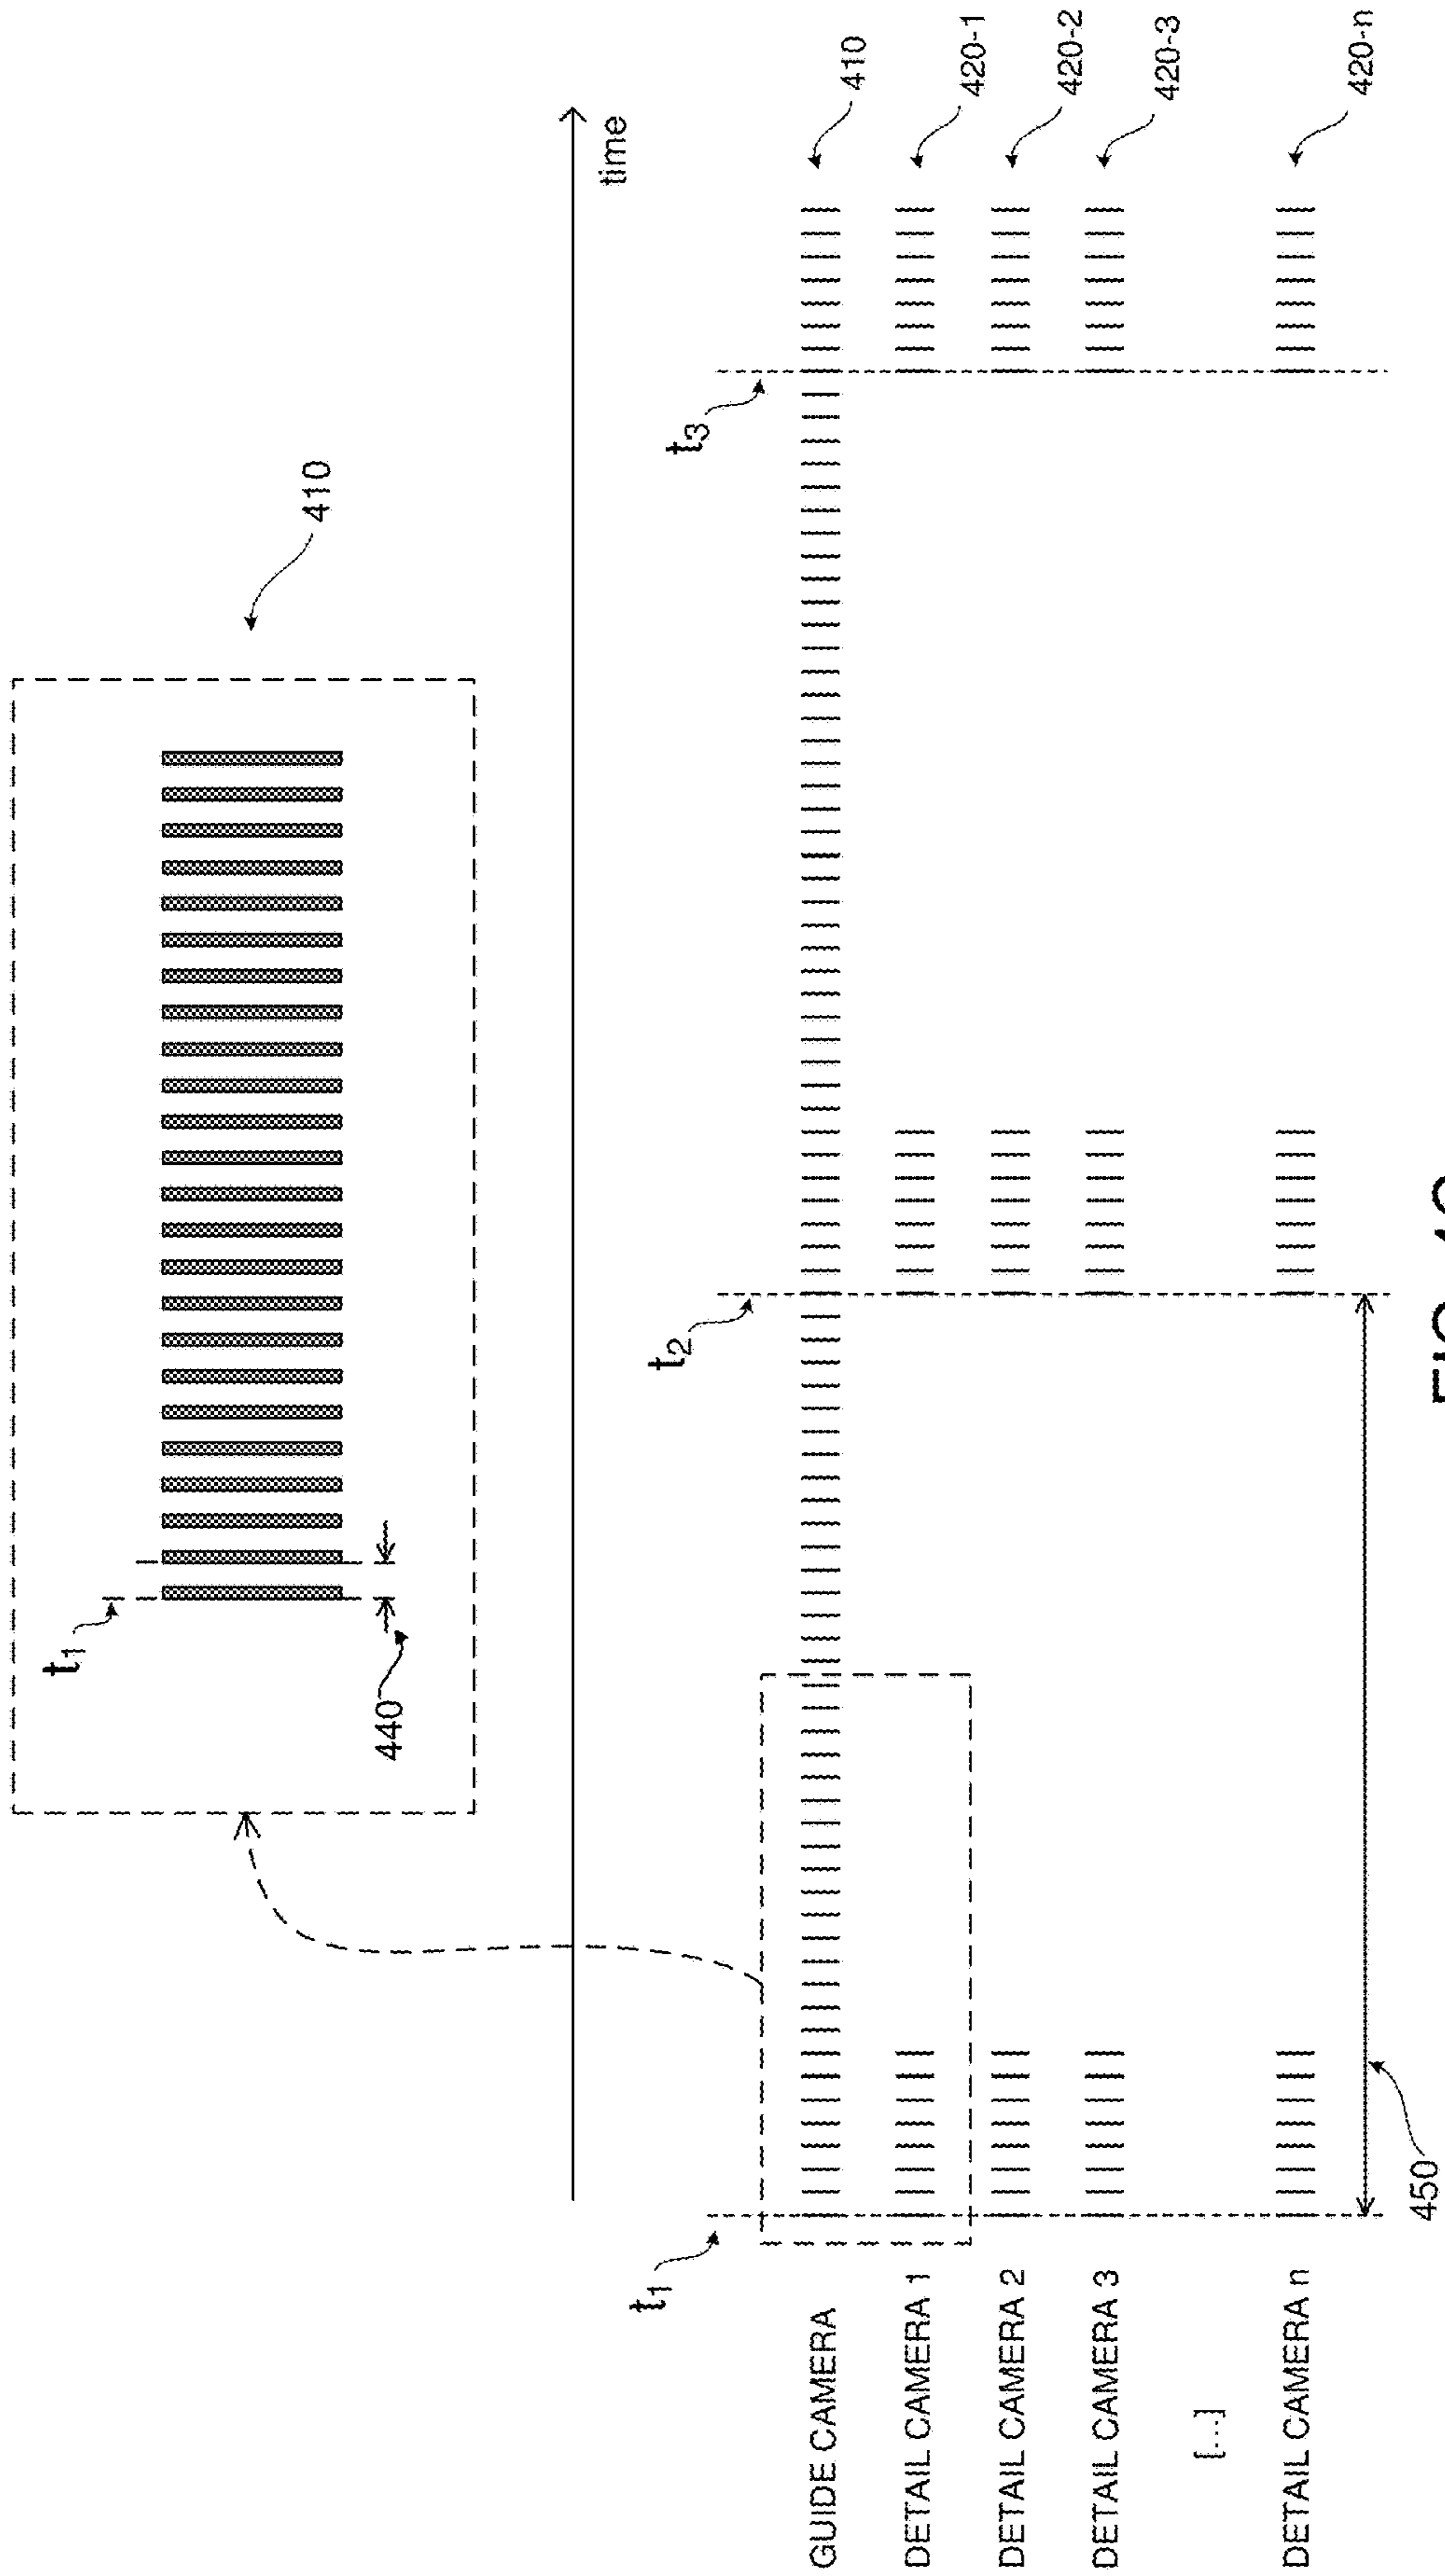 410
t1
440
time
t1
t2
t3
GUIDE CAMERA
410
DETAIL CAMERA 1
420-1
DETAIL CAMERA 2
420-2
DETAIL CAMERA 3
420-3
[...]
DETAIL CAMERA n
420-n
450